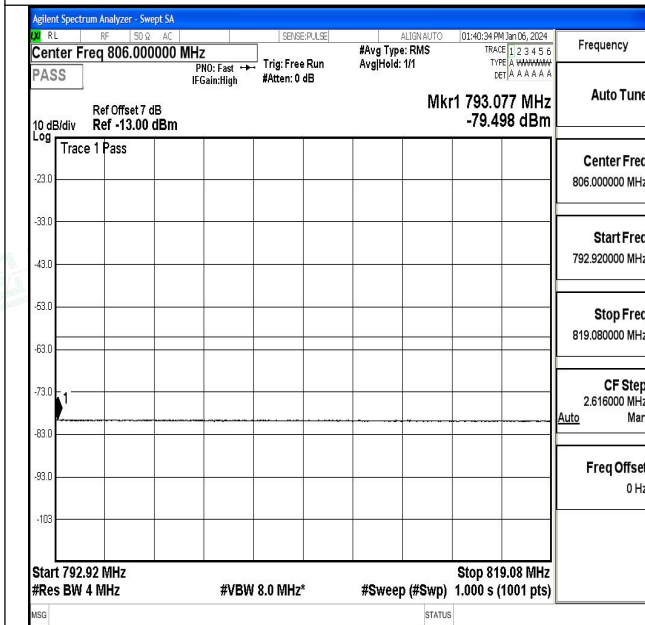 Agilent Spectrum Analyzer - Swept SA
RL RF 50 Ω AC SENSE:PULSE ALIGN AUTO 01:40:34 PM Jan 06, 2024
Center Freq 806.000000 MHz
PASS
PNO: Fast
IFGain:High
Trig: Free Run
#Atten: 0 dB
#Avg Type: RMS
Avg|Hold: 1/1
TRACE 1 2 3 4 5 6
TYPE A WWWWW
DET A A A A A A
Ref Offset 7 dB
10 dB/div Ref -13.00 dBm
Log
Mkr1 793.077 MHz
-79.498 dBm
Trace 1 Pass
-23.0
-33.0
-43.0
-53.0
-63.0
-73.0
1
-83.0
-93.0
-103
Start 792.92 MHz
Stop 819.08 MHz
#Res BW 4 MHz
#VBW 8.0 MHz*
#Sweep (#Swp) 1.000 s (1001 pts)
MSG
STATUS
Frequency
Auto Tune
Center Freq
806.000000 MHz
Start Freq
792.920000 MHz
Stop Freq
819.080000 MHz
CF Step
2.616000 MHz
Auto Man
Freq Offset
0 Hz